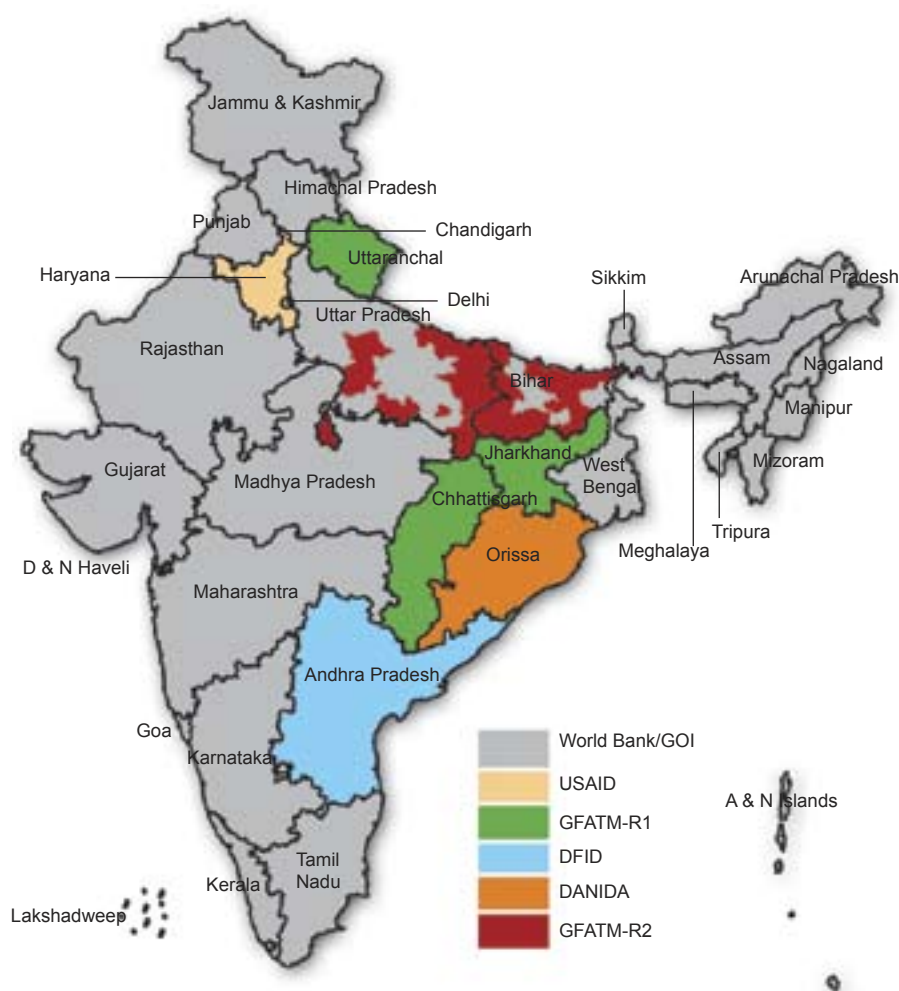 Jammu & Kashmir
Himachal Pradesh
Punjab
Chandigarh
Uttaranchal
Haryana
Delhi
Sikkim
Arunachal Pradesh
Uttar Pradesh
Rajasthan
Assam
Nagaland
Bihar
Manipur
Jharkhand
Mizoram
Gujarat
Madhya Pradesh
West
Bengal
Chhattisgarh
Tripura
Meghalaya
Orissa
D & N Haveli
Maharashtra
Andhra Pradesh
Goa
Karnataka
World Bank/GOI
USAID
A & N Islands
GFATM-R1
Tamil
Nadu
DFID
Kerala
DANIDA
Lakshadweep
GFATM-R2